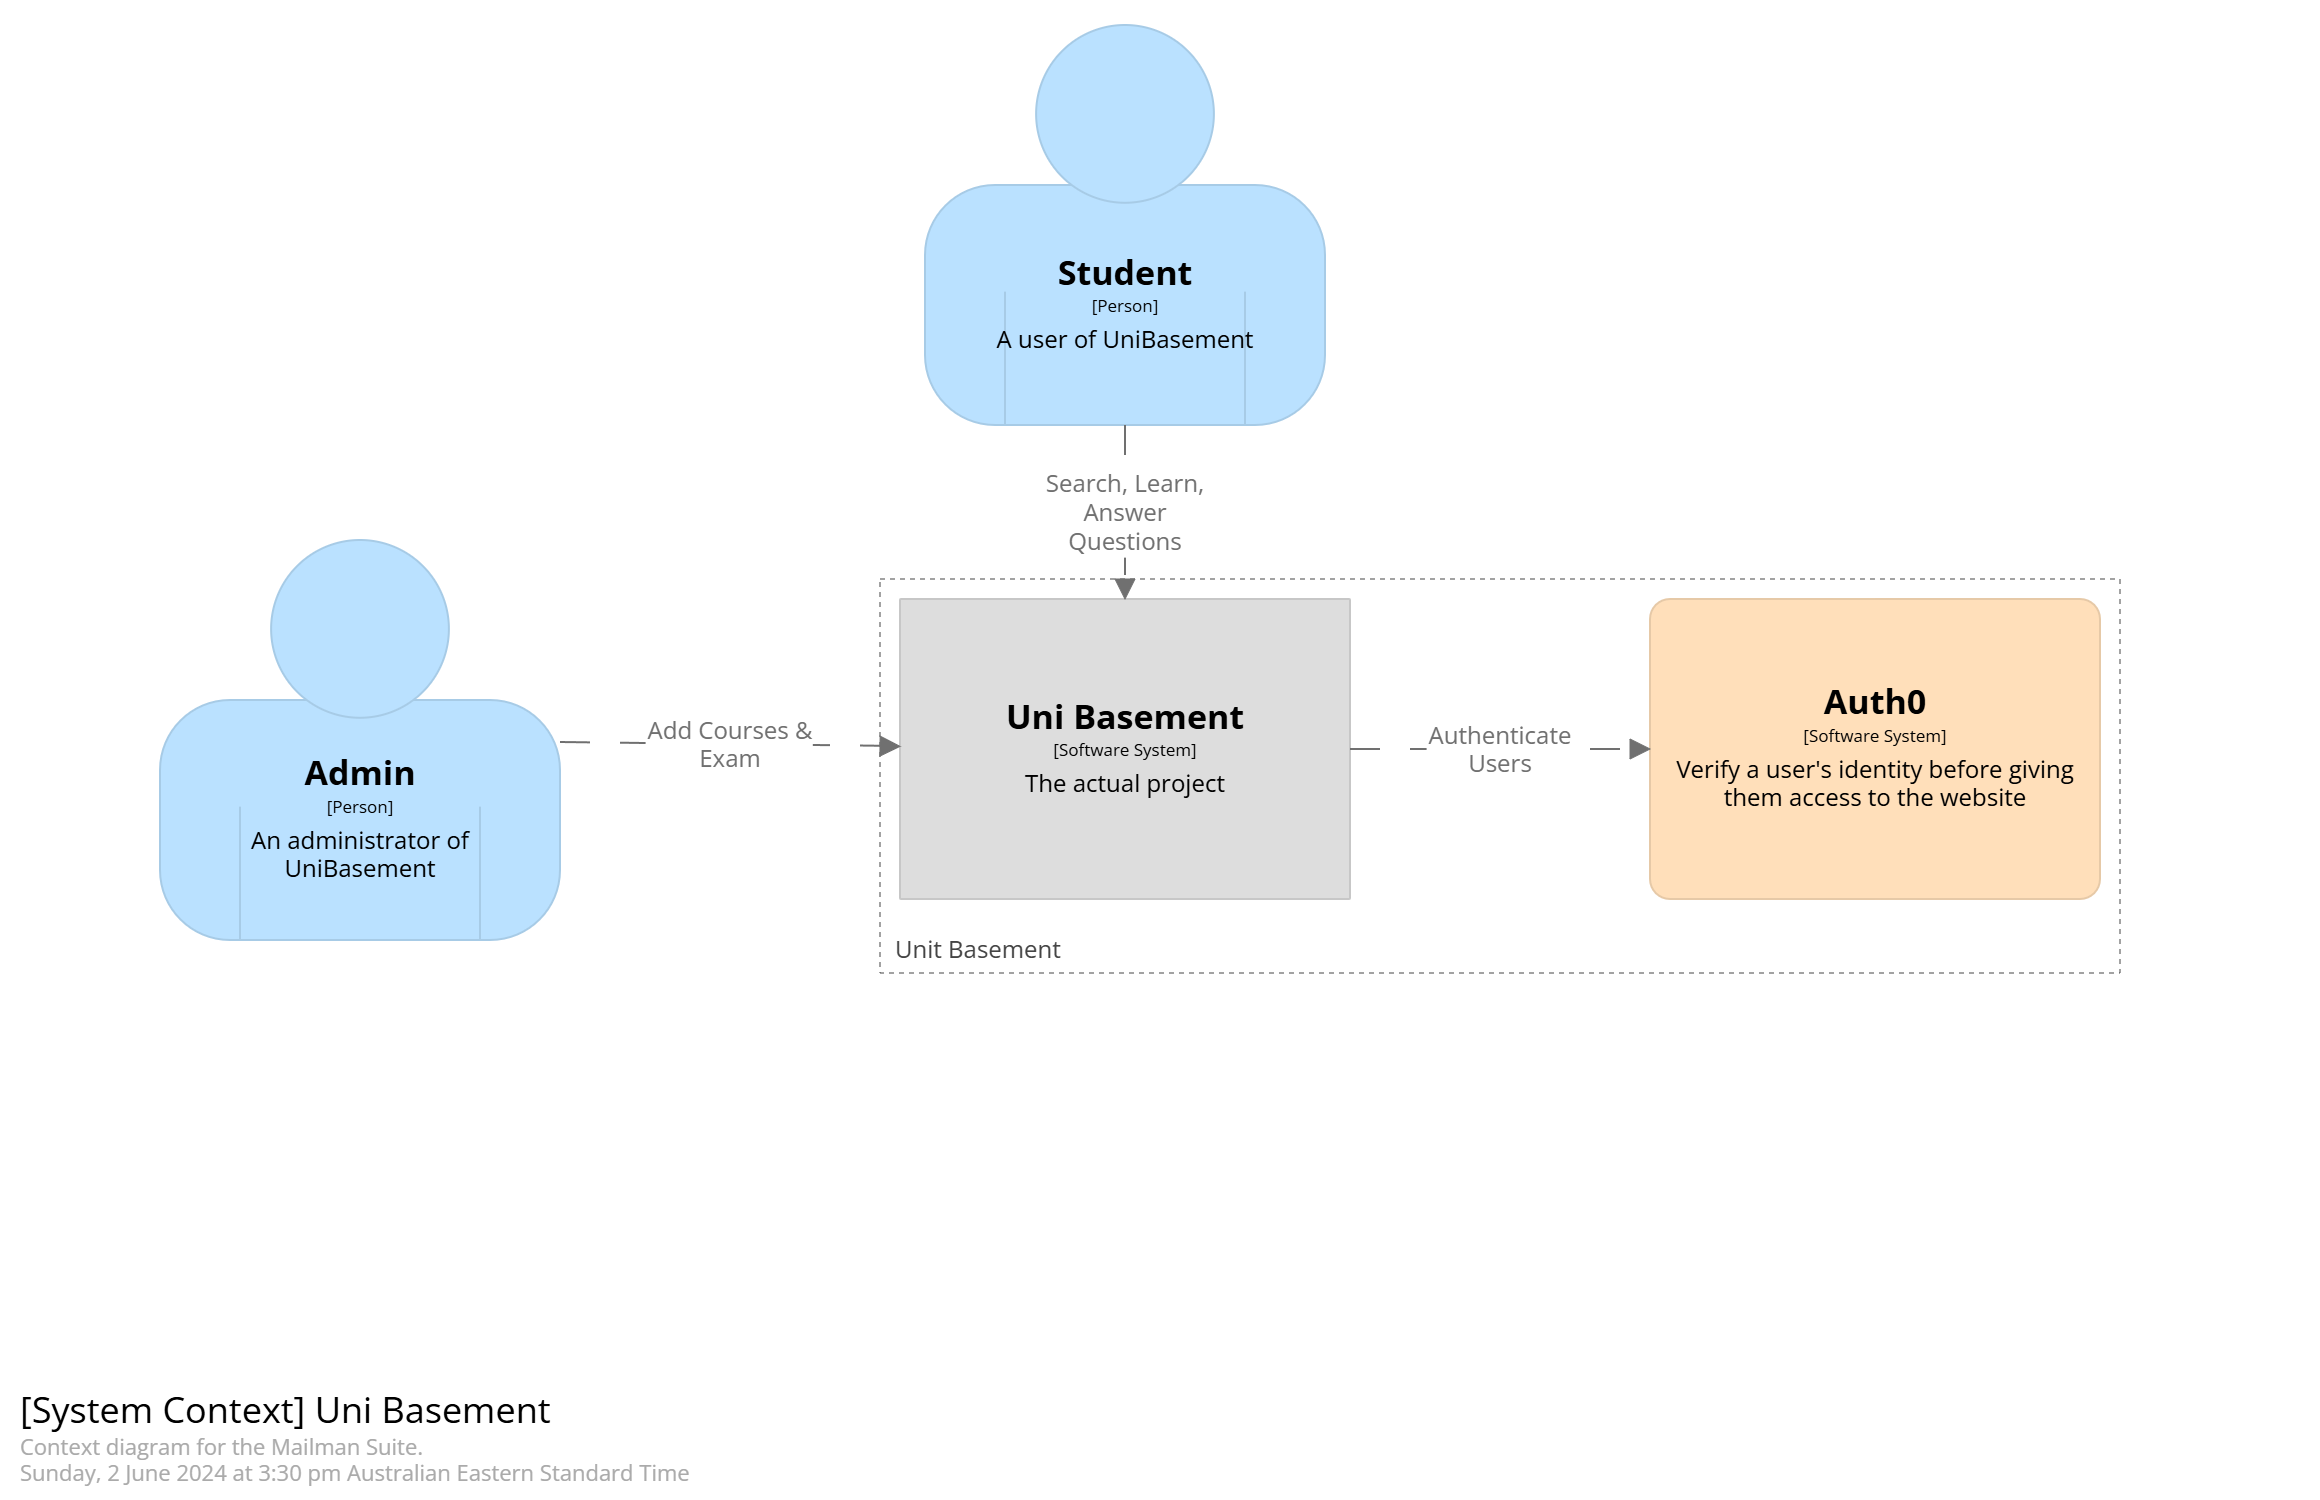 Student
[Person]
A user of UniBasement
Search, Learn,
Answer
Questions
Admin
[Person]
An administrator of
UniBasement
Add Courses &
Exam
Uni Basement
[Software System]
The actual project
Authenticate
Users
Auth0
[Software System]
Verify a user's identity before giving
them access to the website
Unit Basement
[System Context] Uni Basement
Context diagram for the Mailman Suite.
Sunday, 2 June 2024 at 3:30 pm Australian Eastern Standard Time